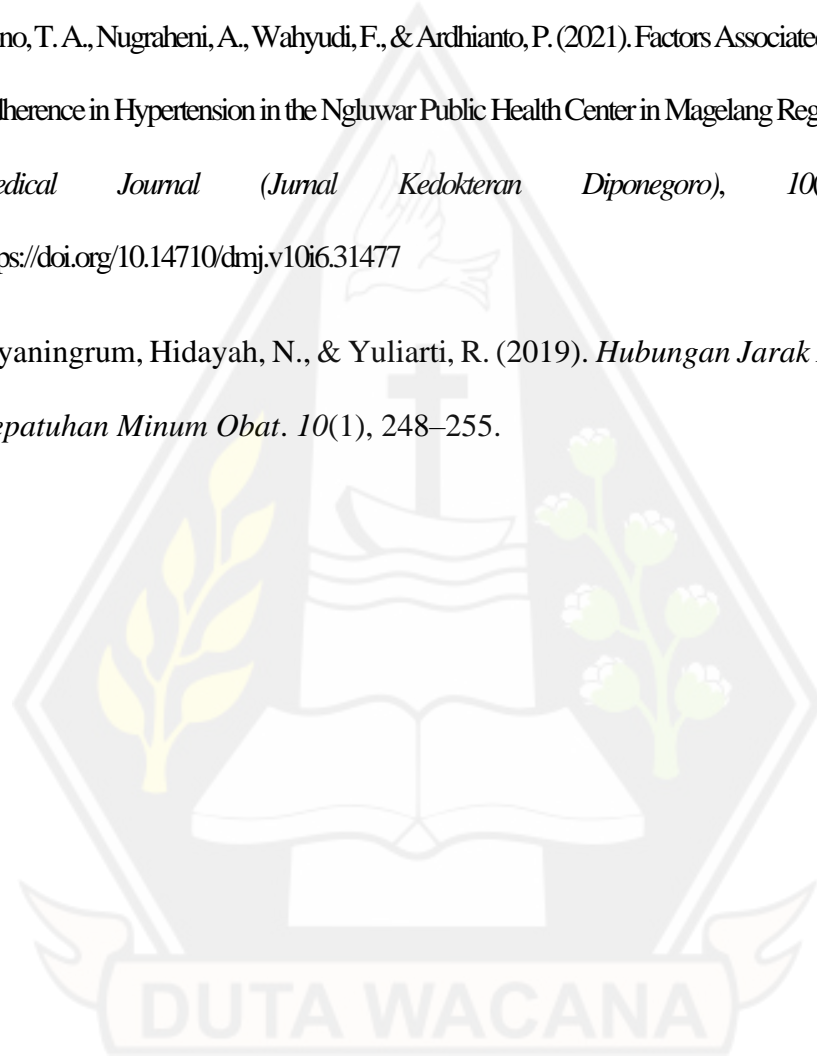 no, T. A., Nugraheni, A., Wahyudi, F., & Ardhianto, P. (2021). Factors Associated
dherence in Hypertension in the Ngluwar Public Health Center in Magelang Reg
edical Journal (Jurnal Kedokteran Diponegoro), 10(
ps://doi.org/10.14710/dmj.v10i6.31477
yaningrum, Hidayah, N., & Yuliarti, R. (2019). Hubungan Jarak
epatuhan Minum Obat. 10(1), 248–255.
DUTA WACANA